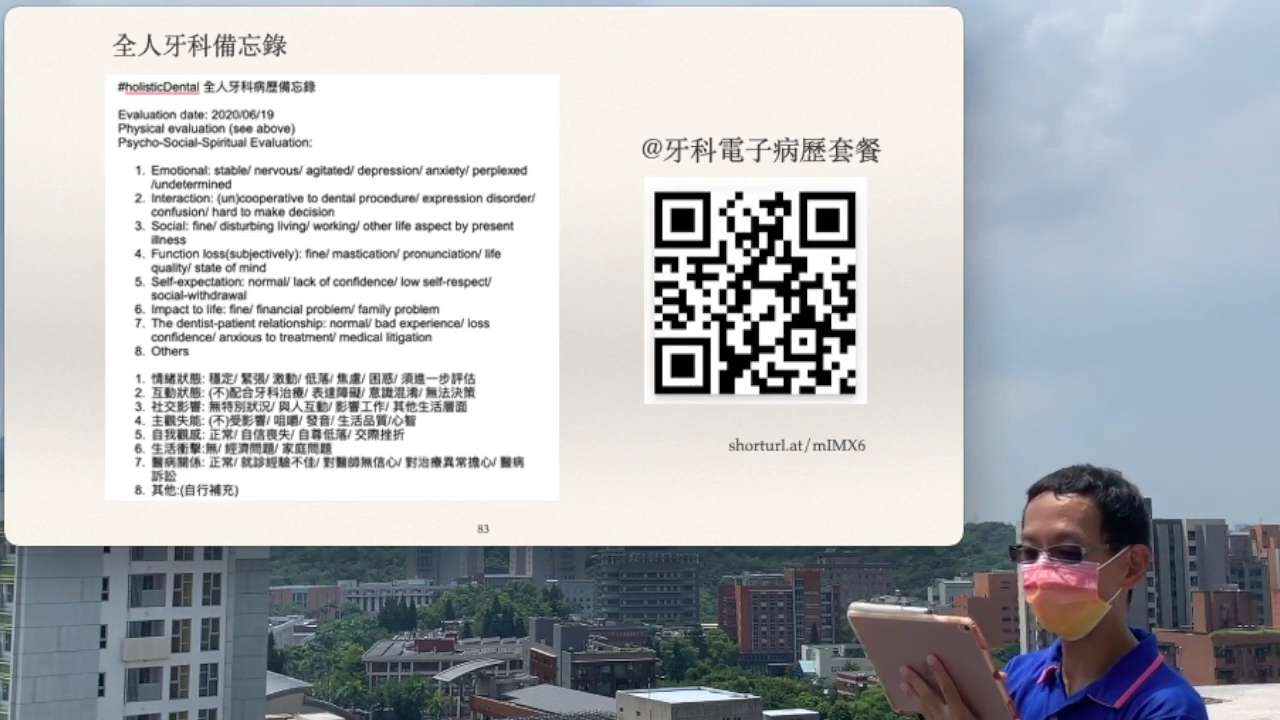 全人牙科備忘錄
#holisticDental 全人牙科病歷備忘錄
Evaluation date: 2020/06/19
Physical evaluation (see above)
Psycho-Social-Spiritual Evaluation:
1. Emotional: stable/ nervous/ agitated/ depression/ anxiety/ perplexed
/undetermined
2. Interaction: (un)cooperative to dental procedure/ expression disorder/
confusion/ hard to make decision
3. Social: fine/ disturbing living/ working/ other life aspect by present
illness
4. Function loss(subjectively): fine/ mastication/ pronunciation/ life
quality/ state of mind
5. Self-expectation: normal/ lack of confidence/ low self-respect/
social-withdrawal
6. Impact to life: fine/ financial problem/ family problem
7. The dentist-patient relationship: normal/ bad experience/ loss
confidence/ anxious to treatment/ medical litigation
8. Others
1. 情緒狀態: 穩定/ 緊張/ 激動/ 低落/ 焦慮/ 困惑/ 須進一步評估
2. 互動狀態: (不)配合牙科治療/ 表達障礙/ 意識混淆/ 無法決策
3. 社交影響: 無特別狀況/ 與人互動/ 影響工作/ 其他生活層面
4. 主觀失能: (不)受影響/ 咀嚼/ 發音/ 生活品質/心智
5. 自我觀感: 正常/ 自信喪失/ 自尊低落/ 交際挫折
6. 生活衝擊:無/ 經濟問題/ 家庭問題
7. 醫病關係: 正常/ 就診經驗不佳/ 對醫師無信心/ 對治療異常擔心/ 醫病
訴訟
8. 其他:(自行補充)
@牙科電子病歷套餐
shorturl.at/mIMX6
83